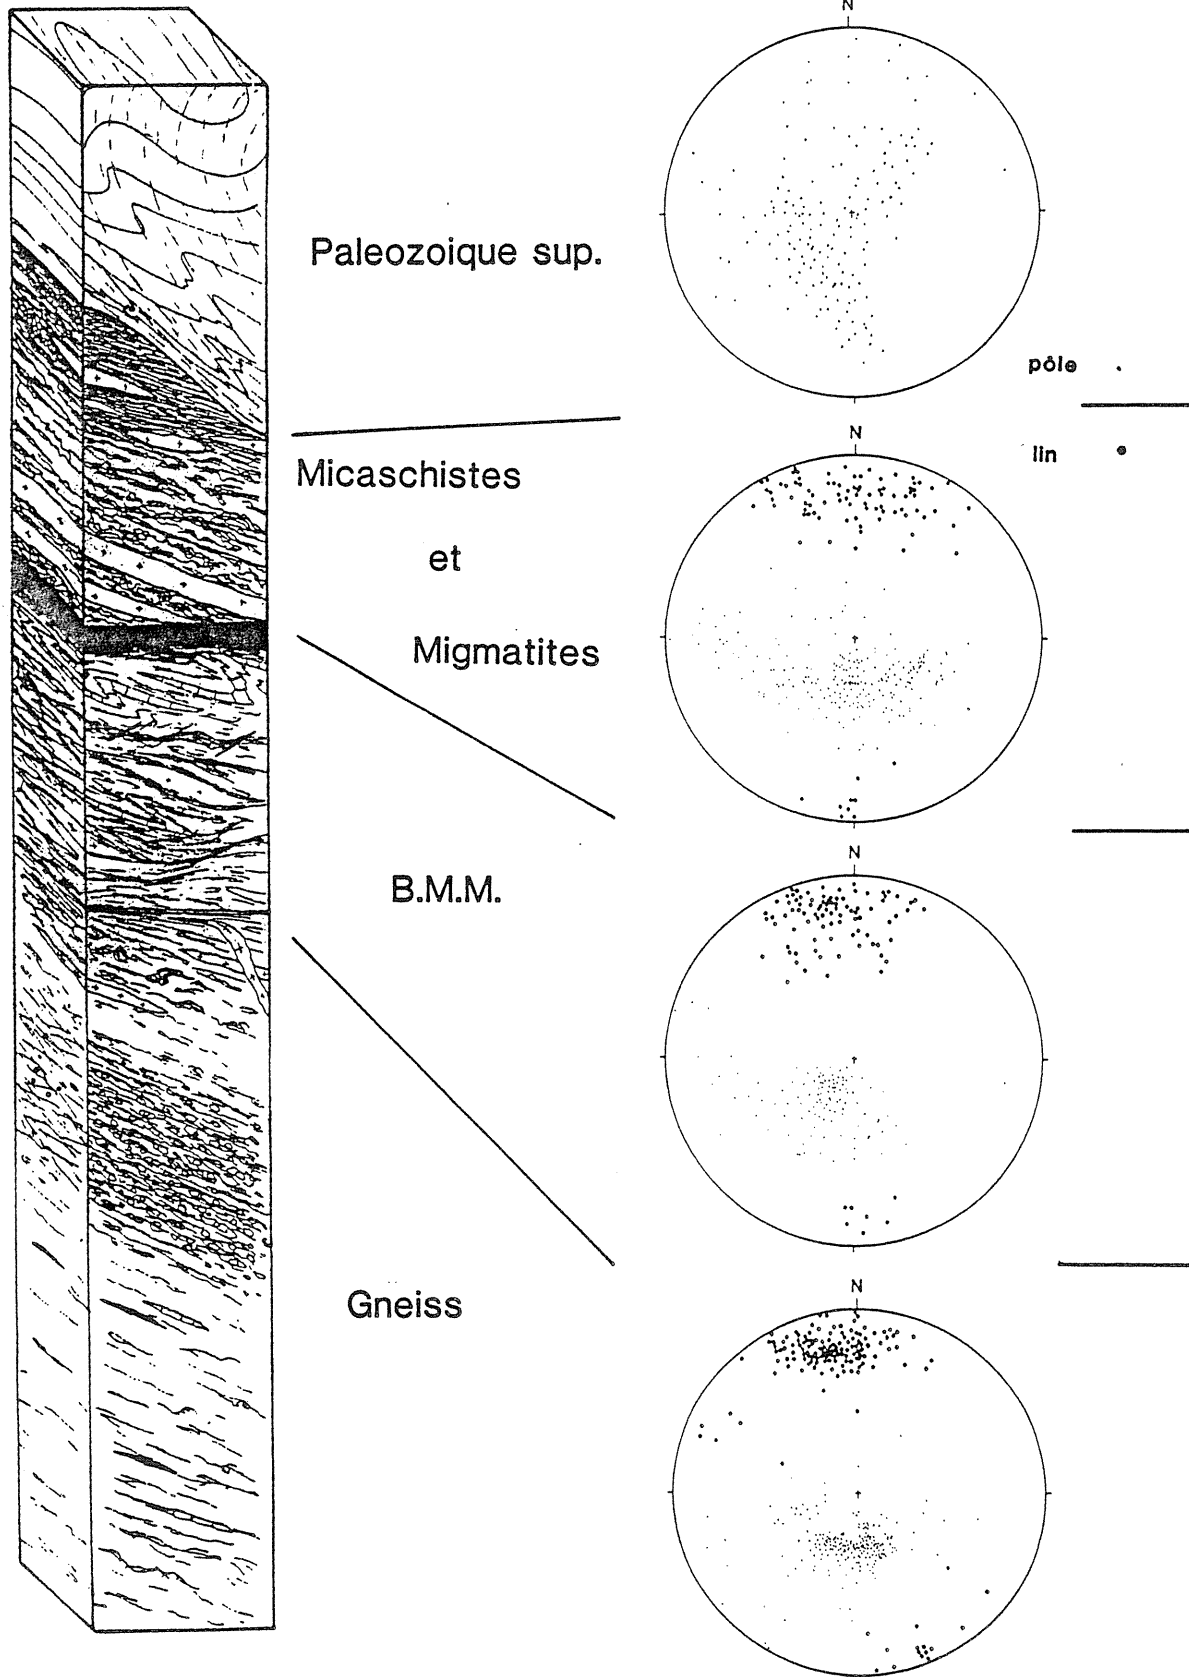 N
Paleozoique sup.
pôle
N
lin
Micaschistes
et
Migmatites
N
B.M.M.
N
Gneiss